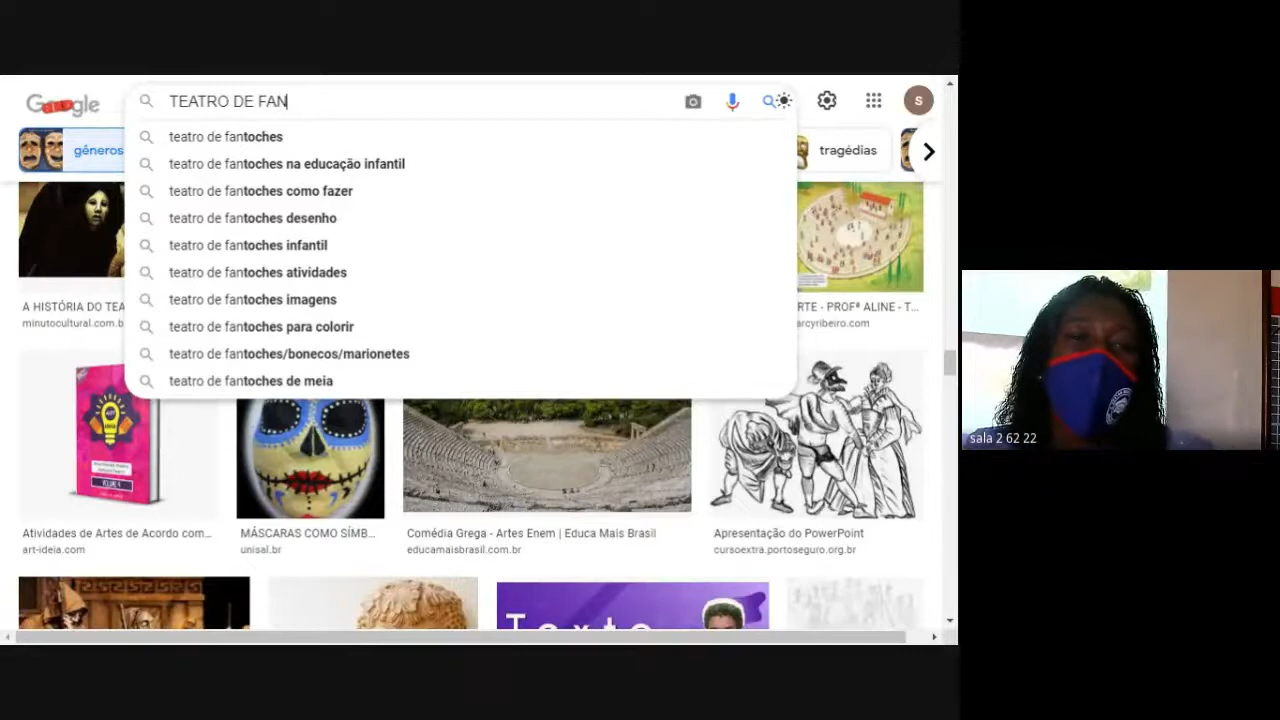 Google
TEATRO DE FAN
S
teatro de fantoches
teatro de fantoches na educação infantil
teatro de fantoches como fazer
teatro de fantoches desenho
teatro de fantoches infantil
teatro de fantoches atividades
teatro de fantoches imagens
teatro de fantoches para colorir
teatro de fantoches/bonecos/marionetes
teatro de fantoches de meia
gêneros
tragédias
A HISTÓRIA DO TEA
minutocultural.com.b
RTE - PROFª ALINE - T...
arcyribeiro.com
sala 2 62 22
Atividades de Artes de Acordo com...
art-ideia.com
MÁSCARAS COMO SÍMB...
unisal.br
Comédia Grega - Artes Enem | Educa Mais Brasil
educamaisbrasil.com.br
Apresentação do PowerPoint
cursoextra.portoseguro.org.br
Texto